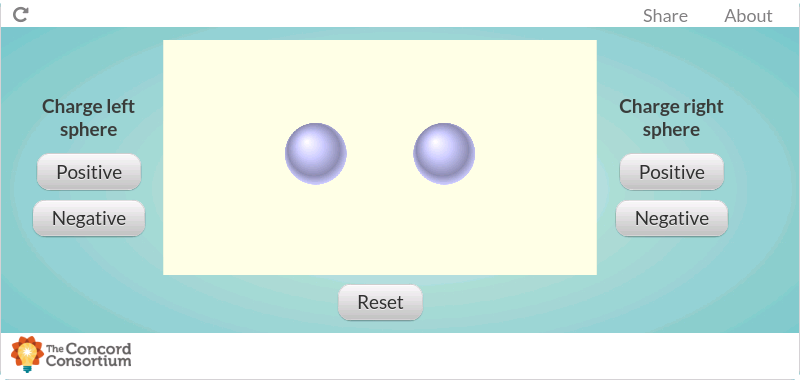 Share About
Charge left
sphere
Positive
Negative
Charge right
sphere
Positive
Negative
Reset
The Concord
Consortium